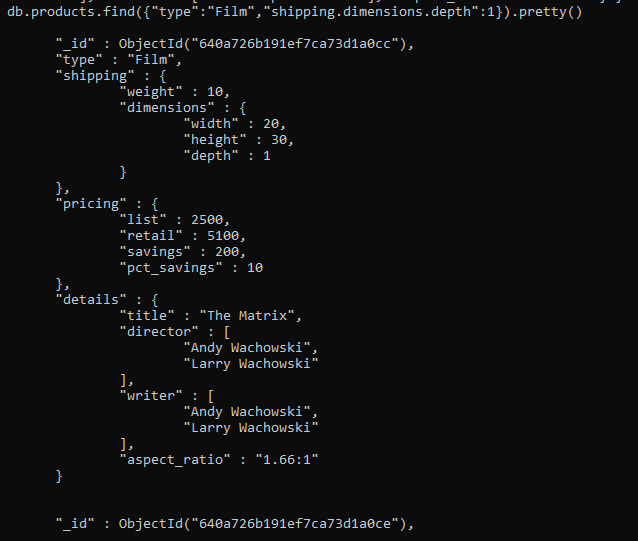 db.products.find({"type":"Film","shipping.dimensions.depth":1}).pretty()
"_id" : ObjectId("640a726b191ef7ca73d1a0cc"),
"type" : "Film",
"shipping" : {
"weight" : 10,
"dimensions" : {
"width" : 20,
"height" : 30,
"depth" : 1
}
},
"pricing" : {
"list" : 2500,
"retail" : 5100,
"savings" : 200,
"pct_savings" : 10
},
"details" : {
"title" : "The Matrix",
"director" : [
"Andy Wachowski",
"Larry Wachowski"
],
"writer" : [
"Andy Wachowski",
"Larry Wachowski"
],
"aspect_ratio" : "1.66:1"
}
"_id" : ObjectId("640a726b191ef7ca73d1a0ce"),